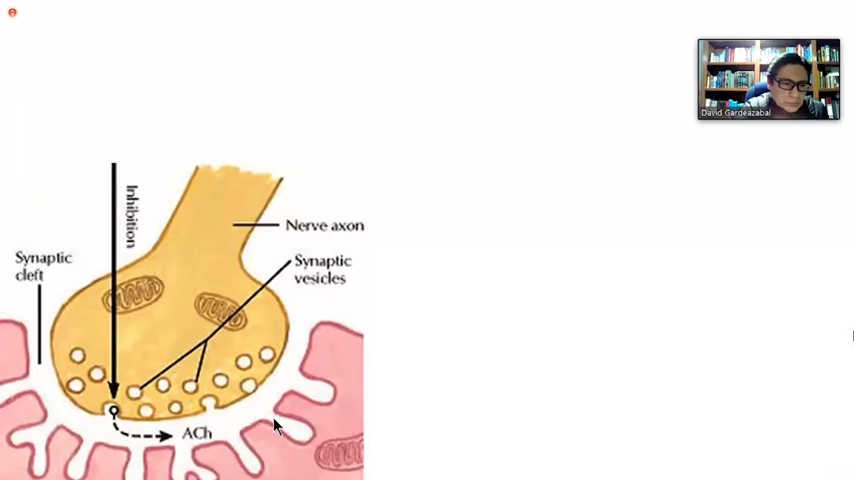 David Gardeazabal
Inhibition
Nerve axon
Synaptic
cleft
Synaptic
vesicles
ACh